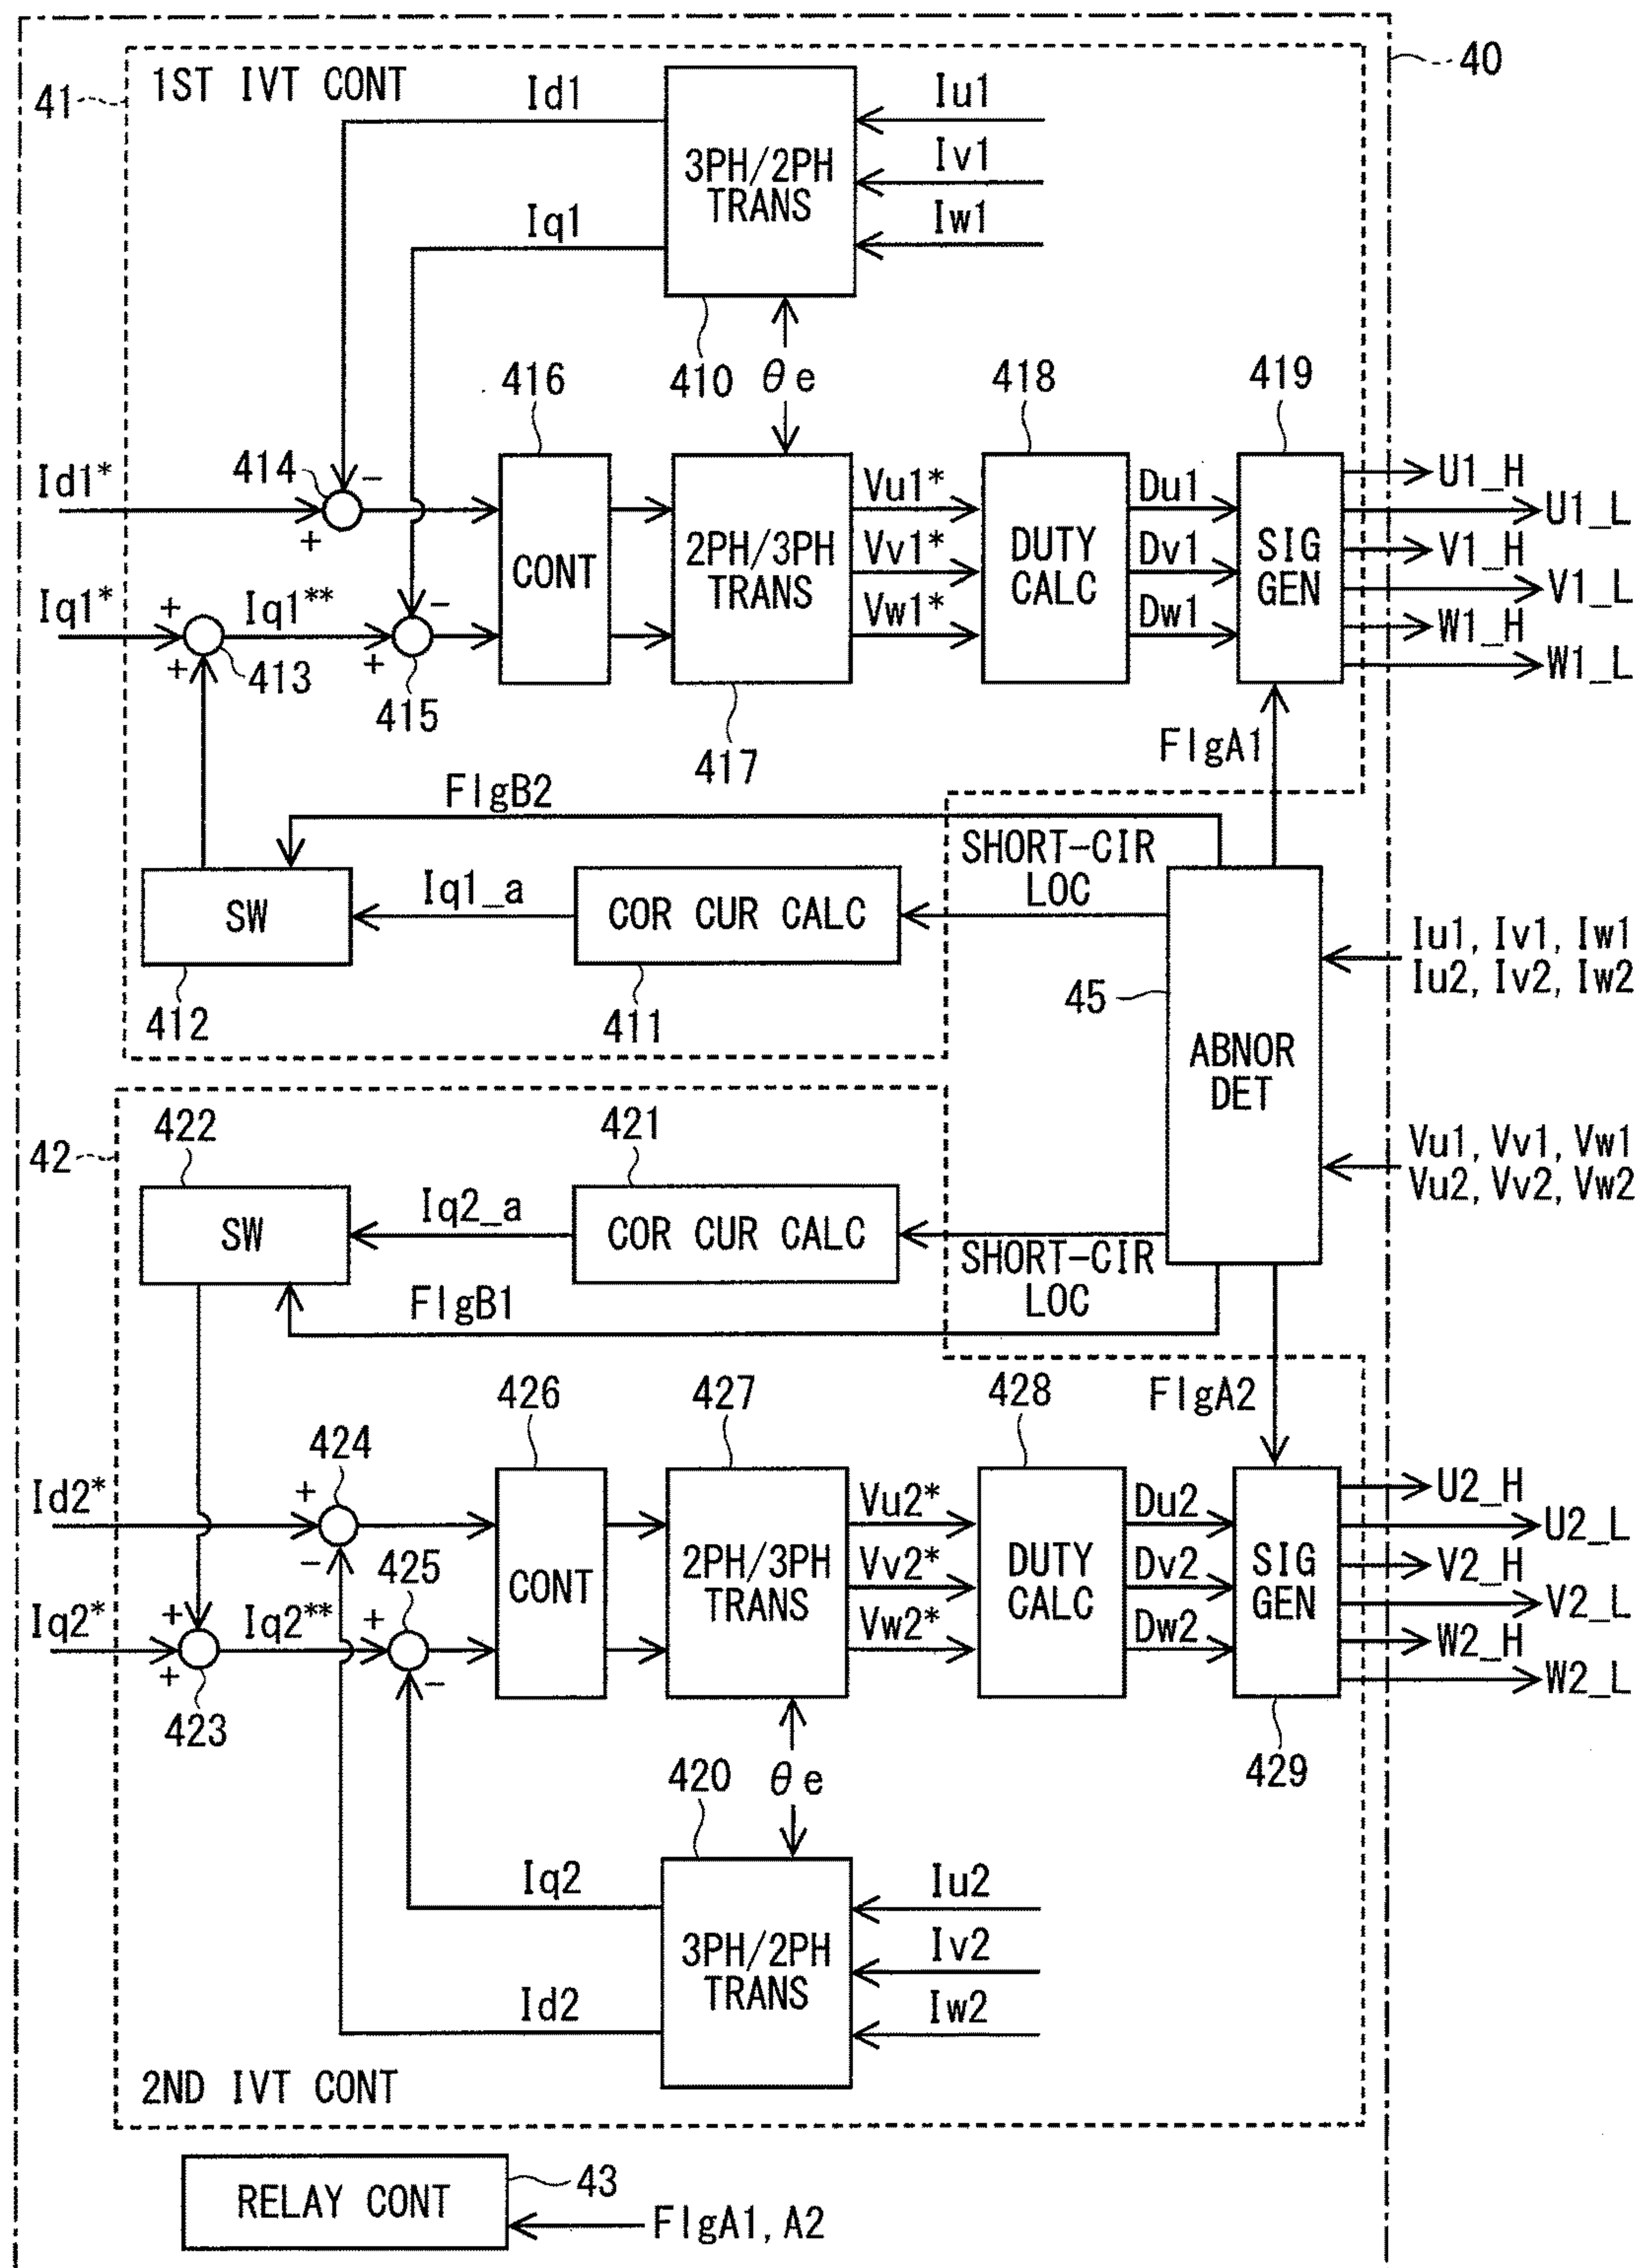 40
41
1ST IVT CONT
Id1
Iu1
3PH/2PH
TRANS
Iv1
Iq1
Iw1
416
410
θe
418
419
Id1*
414
-
+
Iq1*
+
Iq1**
-
+
413
+
415
CONT
2PH/3PH
TRANS
417
Vu1*
Vv1*
Vw1*
DUTY
CALC
Du1
Dv1
Dw1
SIG
GEN
U1_H
U1_L
V1_H
V1_L
W1_H
W1_L
FlgA1
FlgB2
SHORT-CIR
LOC
SW
Iq1_a
COR CUR CALC
412
411
45
ABNOR
DET
Iu1, Iv1, Iw1
Iu2, Iv2, Iw2
Vu1, Vv1, Vw1
Vu2, Vv2, Vw2
42
422
421
SW
Iq2_a
COR CUR CALC
SHORT-CIR
LOC
FlgB1
FlgA2
424
426
427
428
Id2*
+
-
425
Iq2*
+
+
Iq2**
+
-
423
CONT
2PH/3PH
TRANS
Vu2*
Vv2*
Vw2*
DUTY
CALC
Du2
Dv2
Dw2
SIG
GEN
U2_H
U2_L
V2_H
V2_L
W2_H
W2_L
429
420
θe
Iq2
Iu2
3PH/2PH
TRANS
Iv2
Id2
Iw2
2ND IVT CONT
RELAY CONT
43
FlgA1, A2